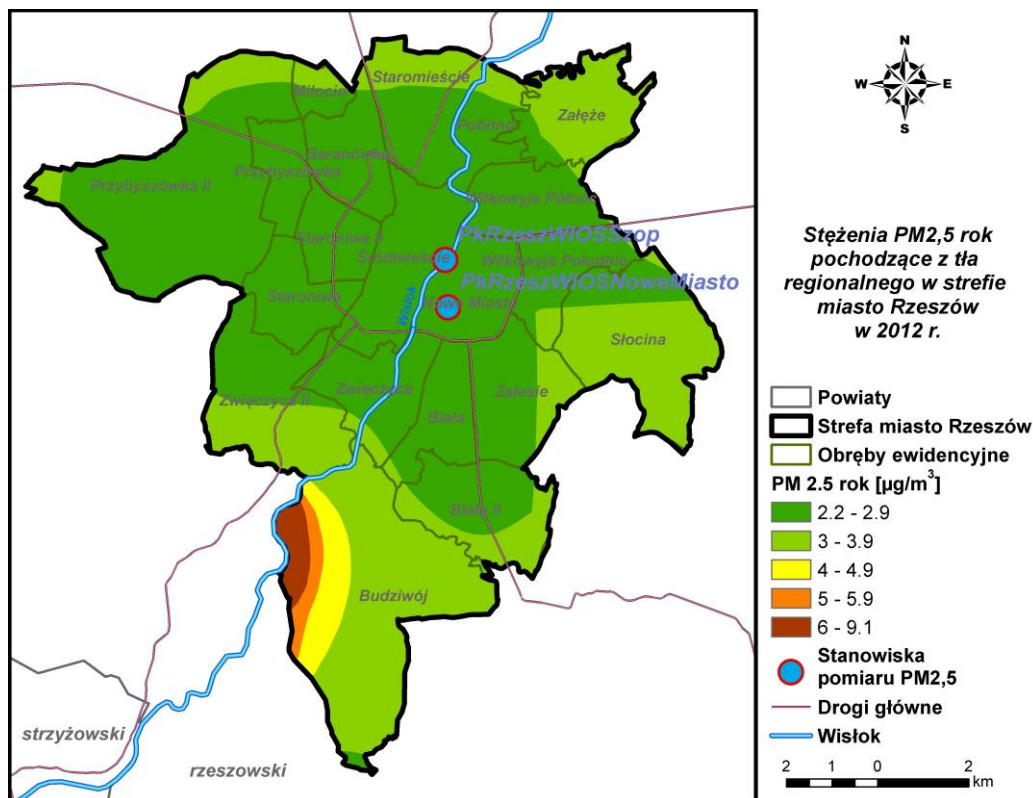 Staromieście
Miłocin
Załęże
Pobitno
Baranówka
Przybyszówka
Przybyszówka II
Wilkowyja Północ
PkRzeszWIOSSzop
Staroniwa II
Śródmieście
Wilkowyja Południe
PkRzeszWIOSNoweMiasto
Staroniwa
Nowe Miasto
Wisłok
Słocina
Zwięczyca
Zalesie
Zwięczyca II
Biała
Biała II
Budziwój
strzyżowski
rzeszowski
N
W E
S
Stężenia PM2,5 rok
pochodzące z tła
regionalnego w strefie
miasto Rzeszów
w 2012 r.
Powiaty
Strefa miasto Rzeszów
Obręby ewidencyjne
PM 2.5 rok [µg/m³]
2.2 - 2.9
3 - 3.9
4 - 4.9
5 - 5.9
6 - 9.1
Stanowiska
pomiaru PM2,5
Drogi główne
Wisłok
2 1 0 2
km